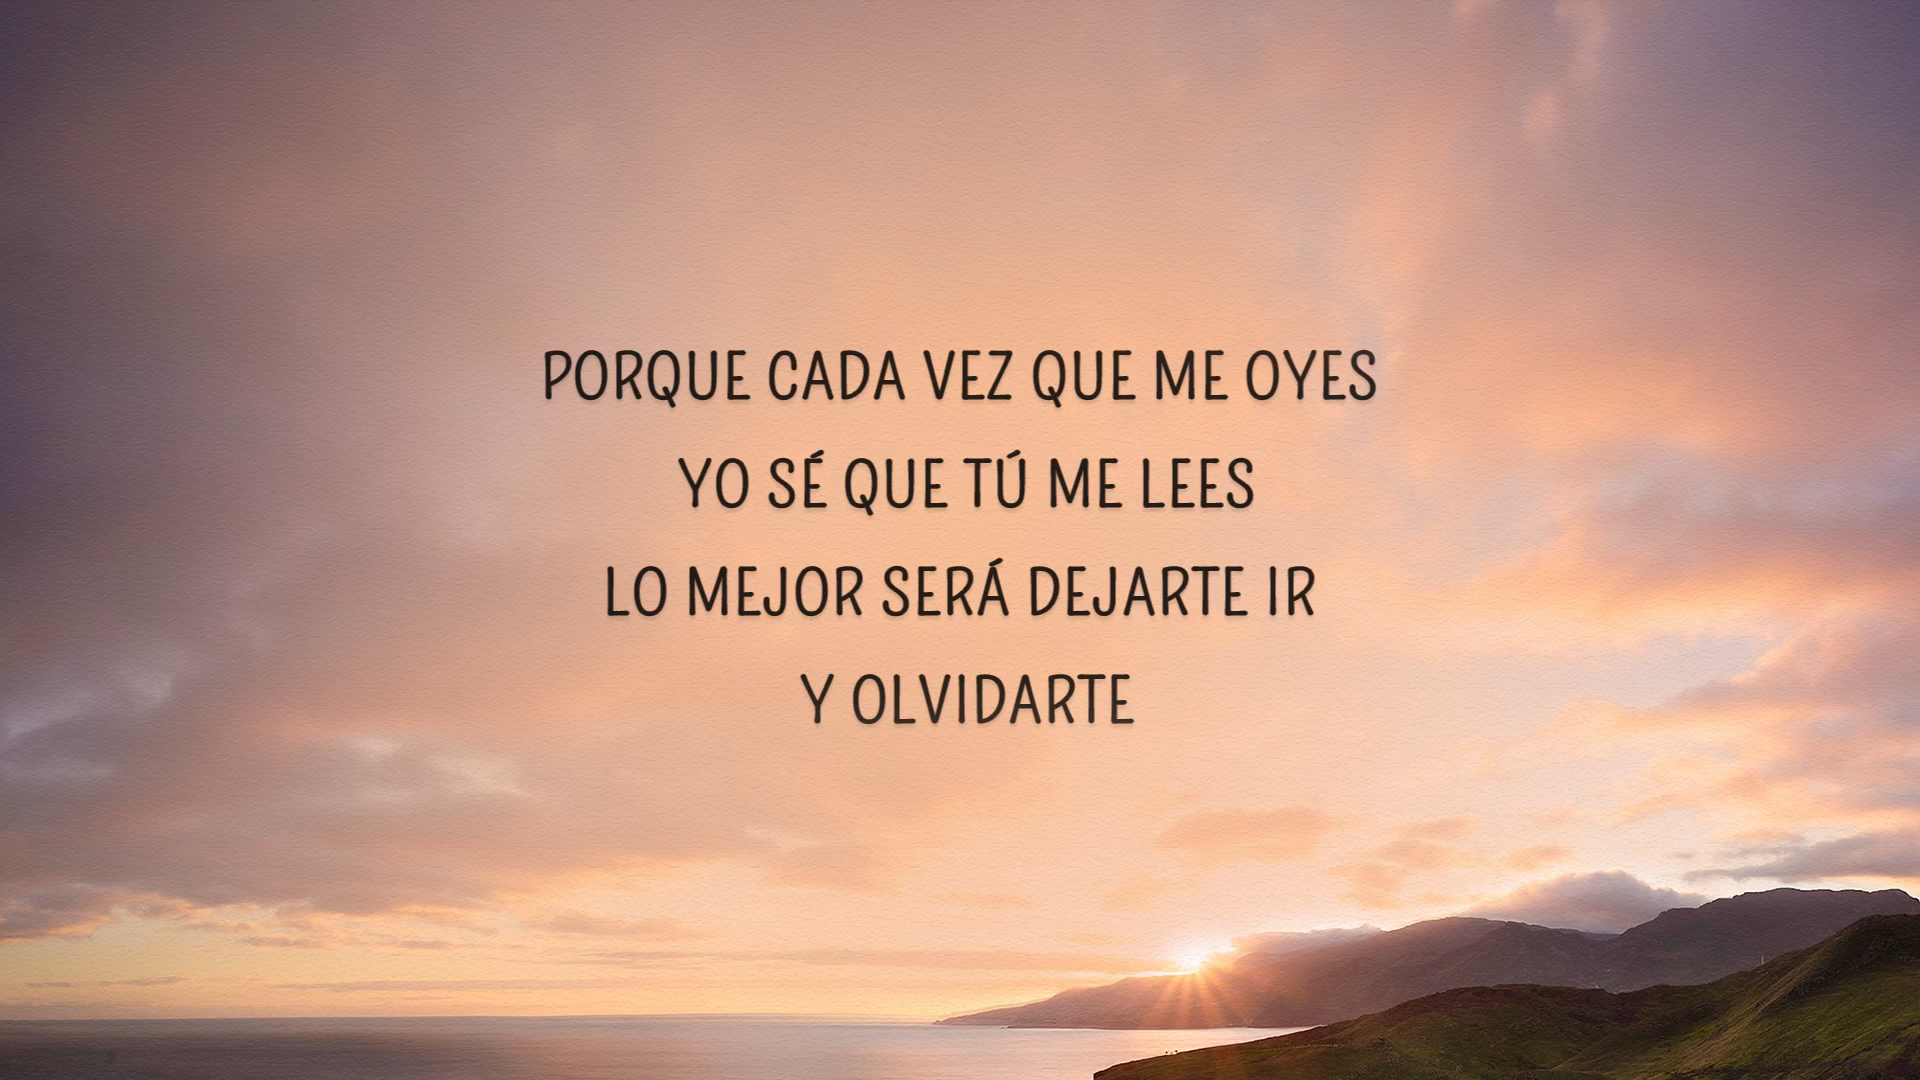 PORQUE CADA VEZ QUE ME OYES
YO SÉ QUE TÚ ME LEES
LO MEJOR SERÁ DEJARTE IR
Y OLVIDARTE